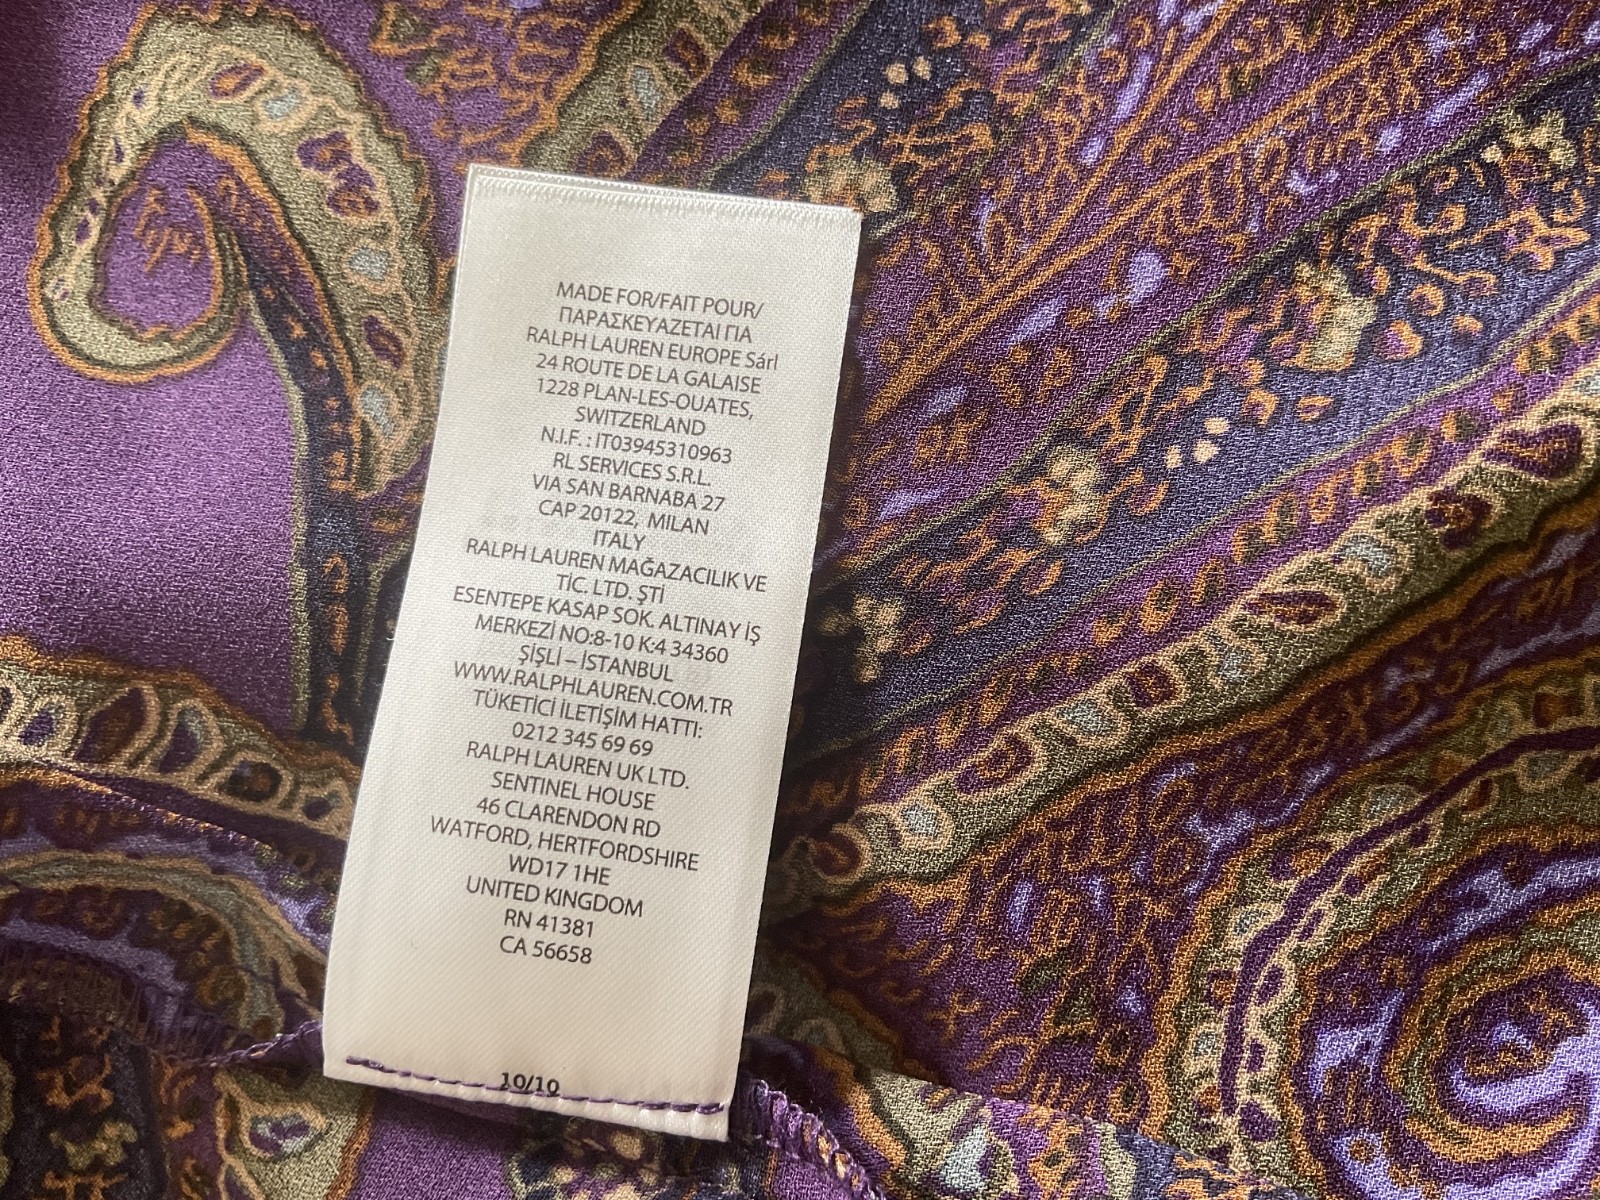 MADE FOR/FAIT POUR/
ΠΑΡΑΣΚΕΥΑΖΕΤΑΙ ΓΙΑ
RALPH LAUREN EUROPE Sárl
24 ROUTE DE LA GALAISE
1228 PLAN-LES-OUATES,
SWITZERLAND
N.I.F. : IT03945310963
RL SERVICES S.R.L.
VIA SAN BARNABA 27
CAP 20122, MILAN
ITALY
RALPH LAUREN MAĞAZACILIK VE
TİC. LTD. ŞTİ
ESENTEPE KASAP SOK. ALTINAY İŞ
MERKEZİ NO:8-10 K:4 34360
ŞİŞLİ – İSTANBUL
WWW.RALPHLAUREN.COM.TR
TÜKETİCİ İLETİŞİM HATTI:
0212 345 69 69
RALPH LAUREN UK LTD.
SENTINEL HOUSE
46 CLARENDON RD
WATFORD, HERTFORDSHIRE
WD17 1HE
UNITED KINGDOM
RN 41381
CA 56658
10/10